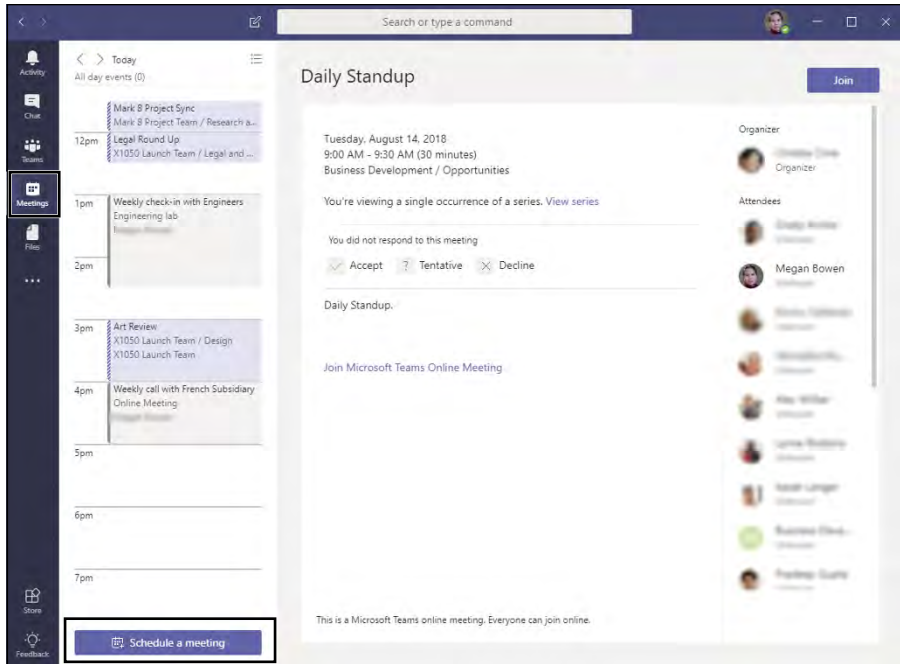 Search or type a command
Activity
Chat
Teams
Meetings
Files
Store
Feedback
Today
All day events (0)
Mark 8 Project Sync
Mark 8 Project Team / Research a...
12pm
Legal Round Up
X1050 Launch Team / Legal and ...
1pm
Weekly check-in with Engineers
Engineering lab
2pm
3pm
Art Review
X1050 Launch Team / Design
X1050 Launch Team
4pm
Weekly call with French Subsidiary
Online Meeting
5pm
6pm
7pm
Schedule a meeting
Daily Standup
Join
Tuesday, August 14, 2018
9:00 AM - 9:30 AM (30 minutes)
Business Development / Opportunities
You're viewing a single occurrence of a series. View series
You did not respond to this meeting
Accept ? Tentative Decline
Daily Standup.
Join Microsoft Teams Online Meeting
This is a Microsoft Teams online meeting. Everyone can join online.
Organizer
Organizer
Attendees
Megan Bowen